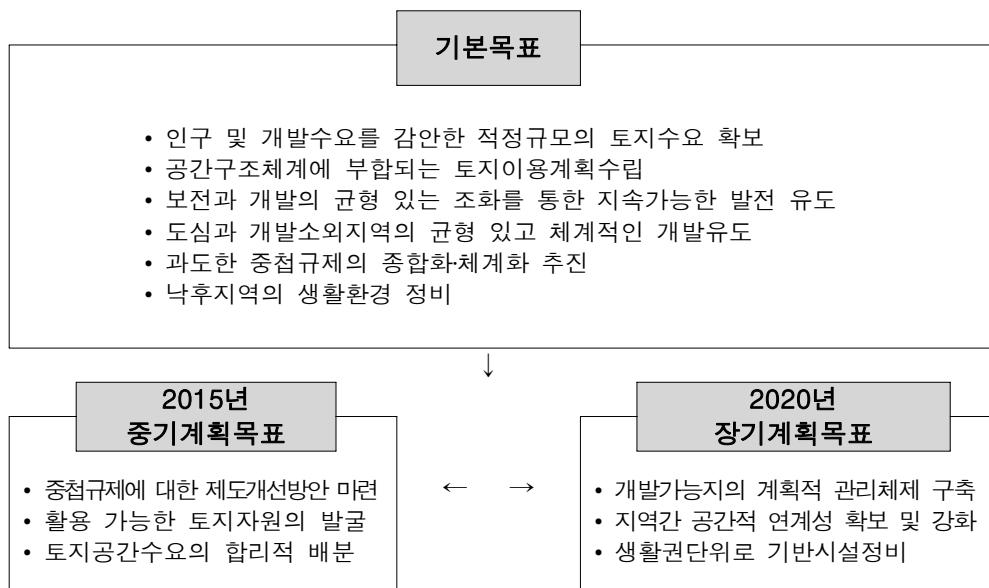 기본목표
• 인구 및 개발수요를 감안한 적정규모의 토지수요 확보
• 공간구조체계에 부합되는 토지이용계획수립
• 보전과 개발의 균형 있는 조화를 통한 지속가능한 발전 유도
• 도심과 개발소외지역의 균형 있고 체계적인 개발유도
• 과도한 중첩규제의 종합화·체계화 추진
• 낙후지역의 생활환경 정비
↓
2015년
중기계획목표
• 중첩규제에 대한 제도개선방안 마련
• 활용 가능한 토지자원의 발굴
• 토지공간수요의 합리적 배분
← →
2020년
장기계획목표
• 개발가능지의 계획적 관리체제 구축
• 지역간 공간적 연계성 확보 및 강화
• 생활권단위로 기반시설정비